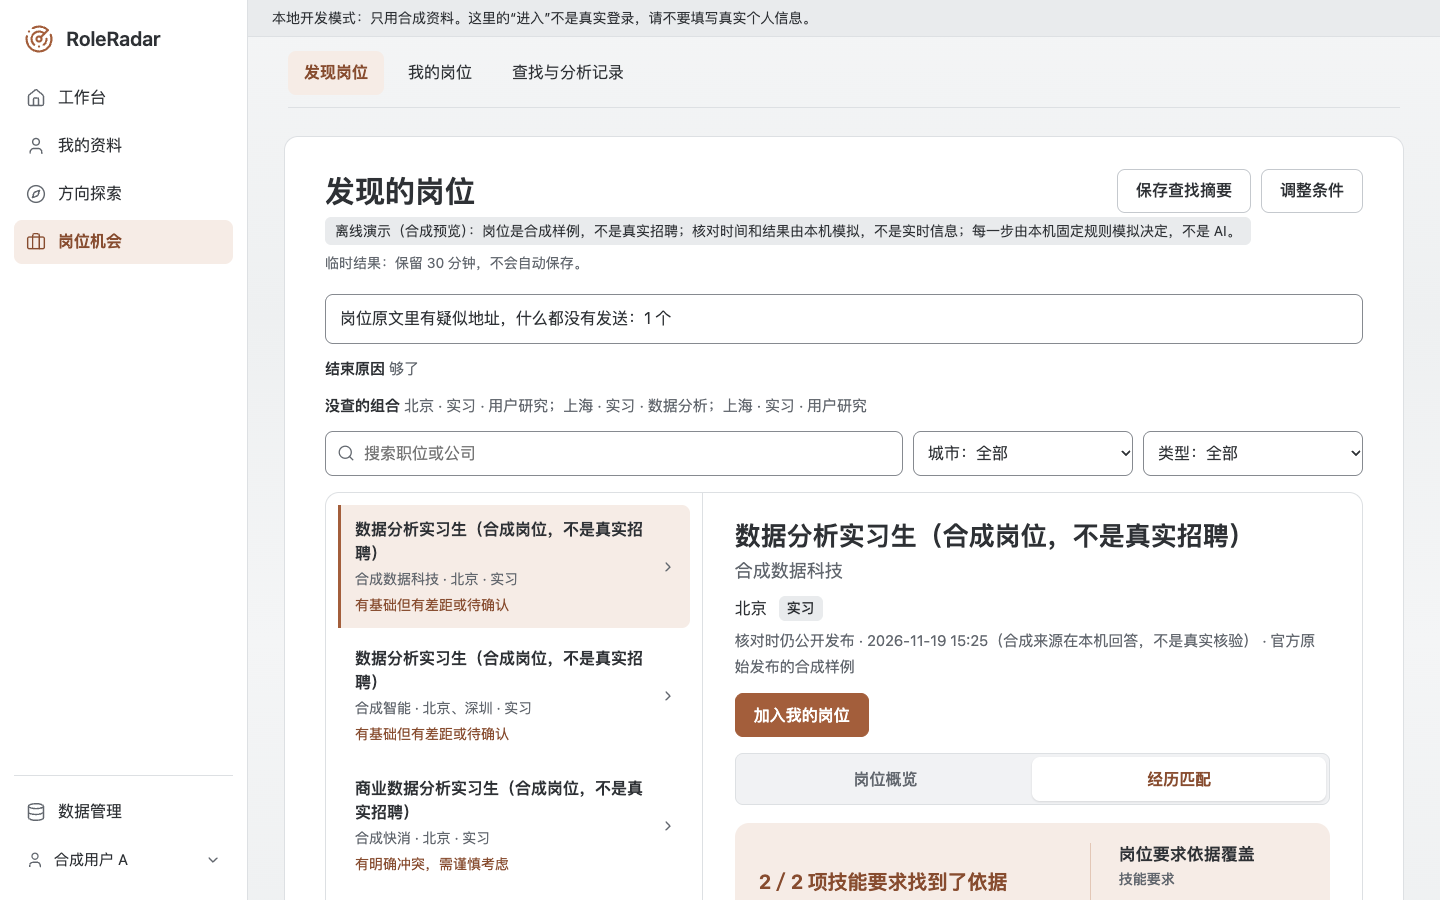 RoleRadar
工作台
我的资料
方向探索
岗位机会
数据管理
合成用户 A
本地开发模式：只用合成资料。这里的“进入”不是真实登录，请不要填写真实个人信息。
发现岗位
我的岗位
查找与分析记录
发现的岗位
保存查找摘要
调整条件
离线演示（合成预览）：岗位是合成样例，不是真实招聘；核对时间和结果由本机模拟，不是实时信息；每一步由本机固定规则模拟决定，不是 AI。
临时结果：保留 30 分钟，不会自动保存。
岗位原文里有疑似地址，什么都没有发送：1 个
结束原因 够了
没查的组合 北京 · 实习 · 用户研究；上海 · 实习 · 数据分析；上海 · 实习 · 用户研究
搜索职位或公司
城市：全部
类型：全部
数据分析实习生（合成岗位，不是真实招
聘）
合成数据科技 · 北京 · 实习
有基础但有差距或待确认
数据分析实习生（合成岗位，不是真实招
聘）
合成智能 · 北京、深圳 · 实习
有基础但有差距或待确认
商业数据分析实习生（合成岗位，不是真
实招聘）
合成快消 · 北京 · 实习
有明确冲突，需谨慎考虑
数据分析实习生（合成岗位，不是真实招聘）
合成数据科技
北京
实习
核对时仍公开发布 · 2026-11-19 15:25（合成来源在本机回答，不是真实核验） · 官方原
始发布的合成样例
加入我的岗位
岗位概览
经历匹配
2 / 2 项技能要求找到了依据
岗位要求依据覆盖
技能要求